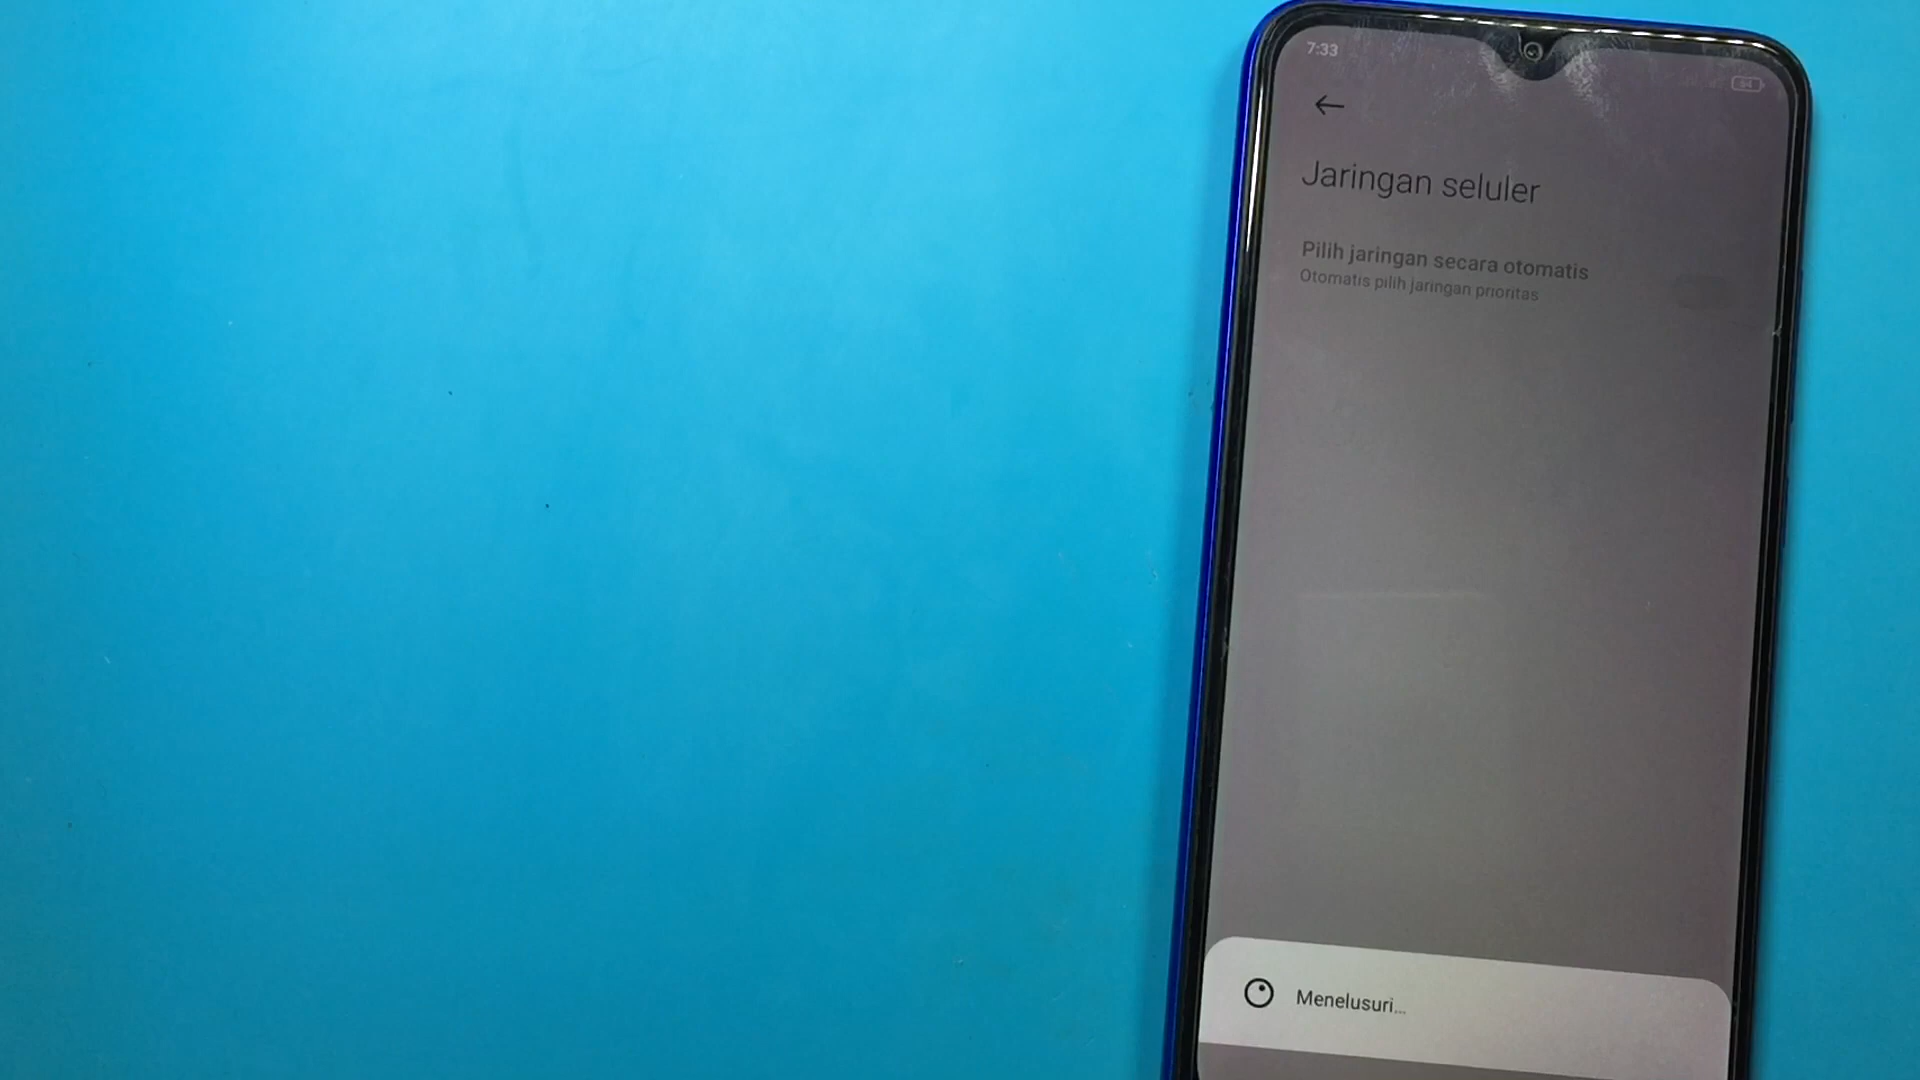 7:33
Jaringan seluler
Pilih jaringan secara otomatis
Otomatis pilih jaringan prioritas
Menelusuri...